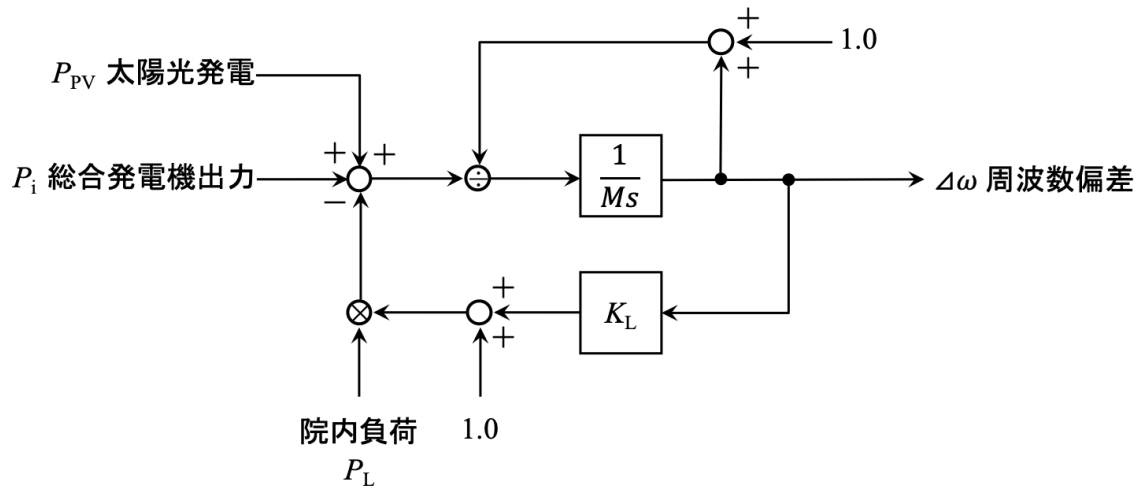 +
1.0
+
P_PV 太陽光発電
+
+
P_i 総合発電機出力
−
÷
1
Ms
Δω 周波数偏差
+
+
K_L
×
院内負荷
P_L
1.0